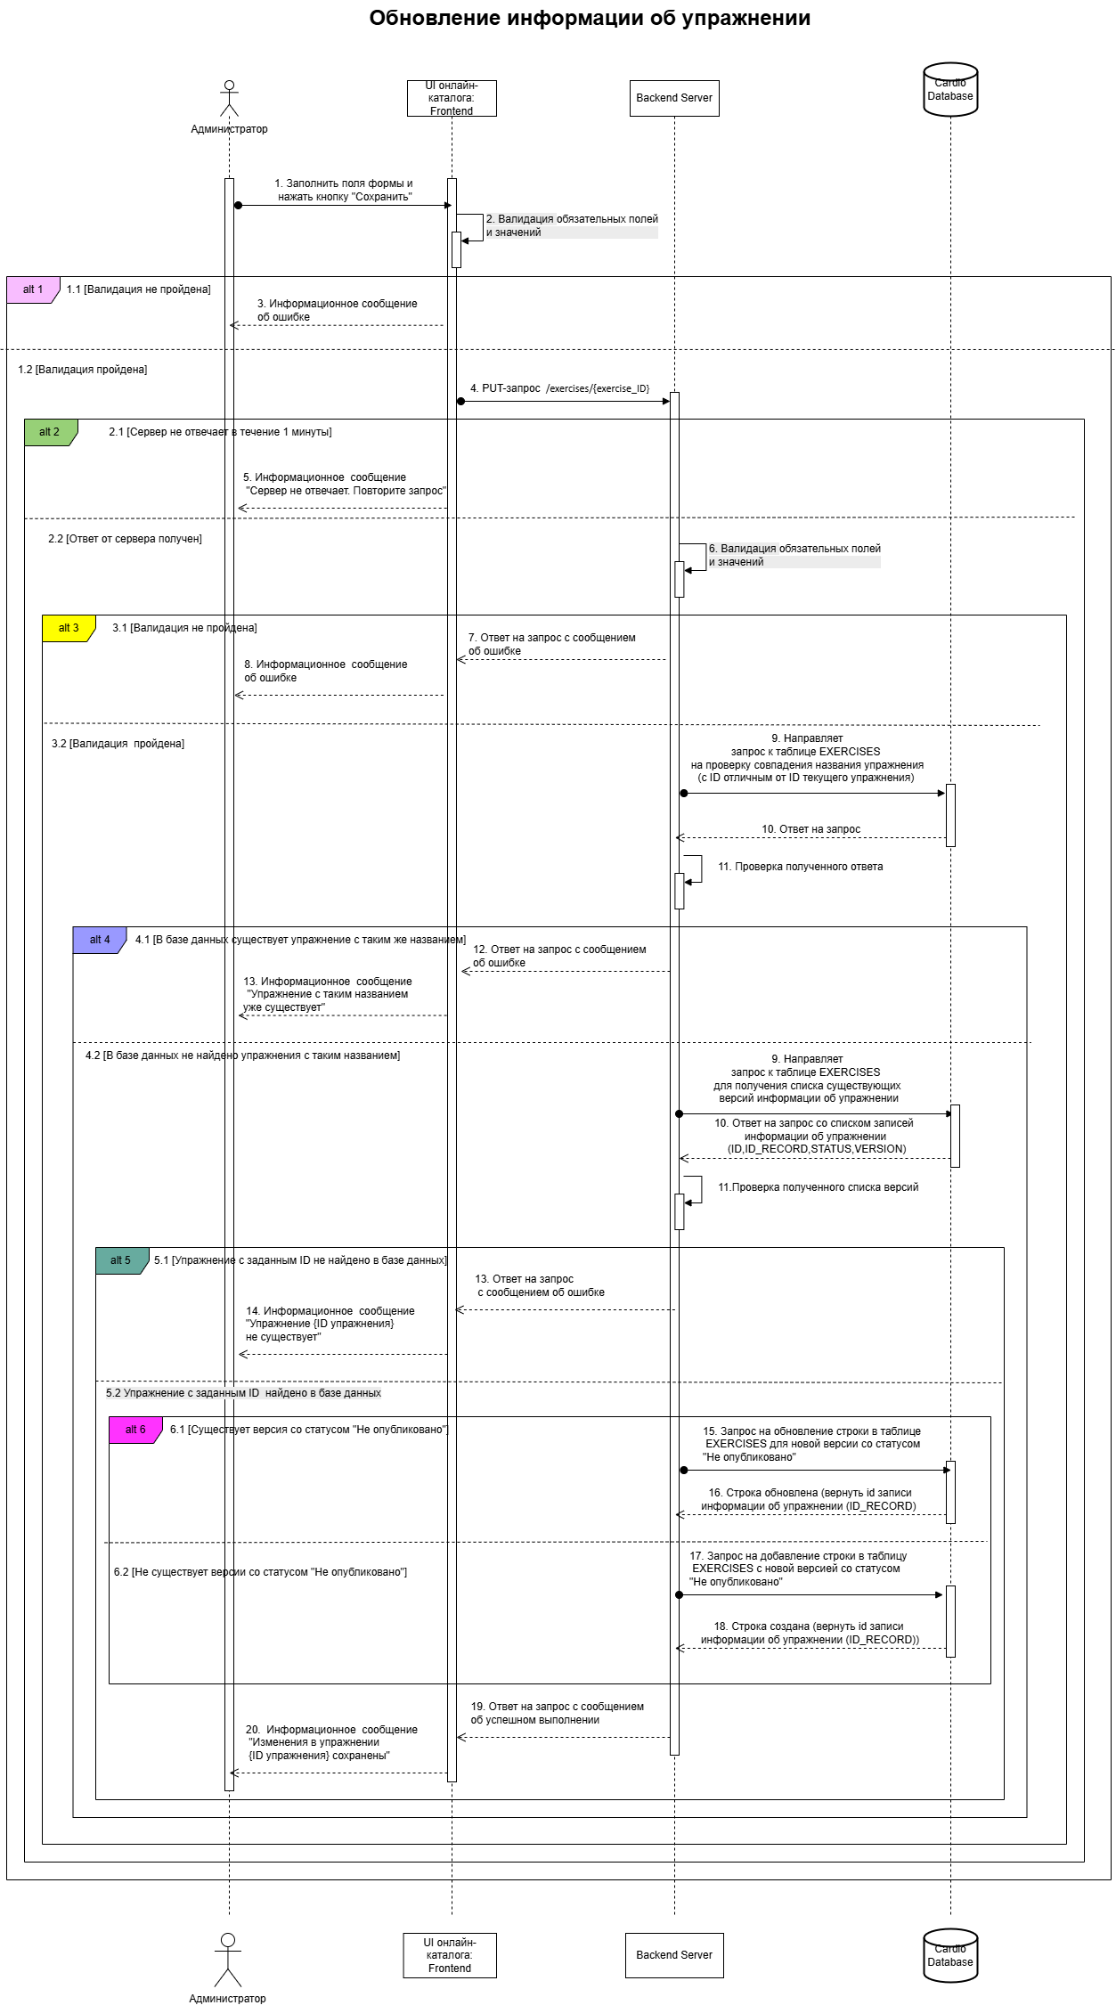 Обновление информации об упражнении
Администратор
UI онлайн-
каталога:
Frontend
Backend Server
Cardio
Database
1. Заполнить поля формы и
нажать кнопку "Сохранить"
2. Валидация обязательных полей
и значений
alt 1
1.1 [Валидация не пройдена]
3. Информационное сообщение
об ошибке
1.2 [Валидация пройдена]
4. PUT-запрос /exercises/{exercise_ID}
alt 2
2.1 [Сервер не отвечает в течение 1 минуты]
5. Информационное сообщение
"Сервер не отвечает. Повторите запрос"
2.2 [Ответ от сервера получен]
6. Валидация обязательных полей
и значений
alt 3
3.1 [Валидация не пройдена]
7. Ответ на запрос с сообщением
об ошибке
8. Информационное сообщение
об ошибке
3.2 [Валидация пройдена]
9. Направляет
запрос к таблице EXERCISES
на проверку совпадения названия упражнения
(с ID отличным от ID текущего упражнения)
10. Ответ на запрос
11. Проверка полученного ответа
alt 4
4.1 [В базе данных существует упражнение с таким же названием]
12. Ответ на запрос с сообщением
об ошибке
13. Информационное сообщение
"Упражнение с таким названием
уже существует"
4.2 [В базе данных не найдено упражнения с таким названием]
9. Направляет
запрос к таблице EXERCISES
для получения списка существующих
версий информации об упражнении
10. Ответ на запрос со списком записей
информации об упражнении
(ID,ID_RECORD,STATUS,VERSION)
11.Проверка полученного списка версий
alt 5
5.1 [Упражнение с заданным ID не найдено в базе данных]
13. Ответ на запрос
с сообщением об ошибке
14. Информационное сообщение
"Упражнение {ID упражнения}
не существует"
5.2 Упражнение с заданным ID найдено в базе данных
alt 6
6.1 [Существует версия со статусом "Не опубликовано"]
15. Запрос на обновление строки в таблице
EXERCISES для новой версии со статусом
"Не опубликовано"
16. Строка обновлена (вернуть id записи
информации об упражнении (ID_RECORD)
6.2 [Не существует версии со статусом "Не опубликовано"]
17. Запрос на добавление строки в таблицу
EXERCISES с новой версией со статусом
"Не опубликовано"
18. Строка создана (вернуть id записи
информации об упражнении (ID_RECORD))
19. Ответ на запрос с сообщением
об успешном выполнении
20. Информационное сообщение
"Изменения в упражнении
{ID упражнения} сохранены"
Администратор
UI онлайн-
каталога:
Frontend
Backend Server
Cardio
Database